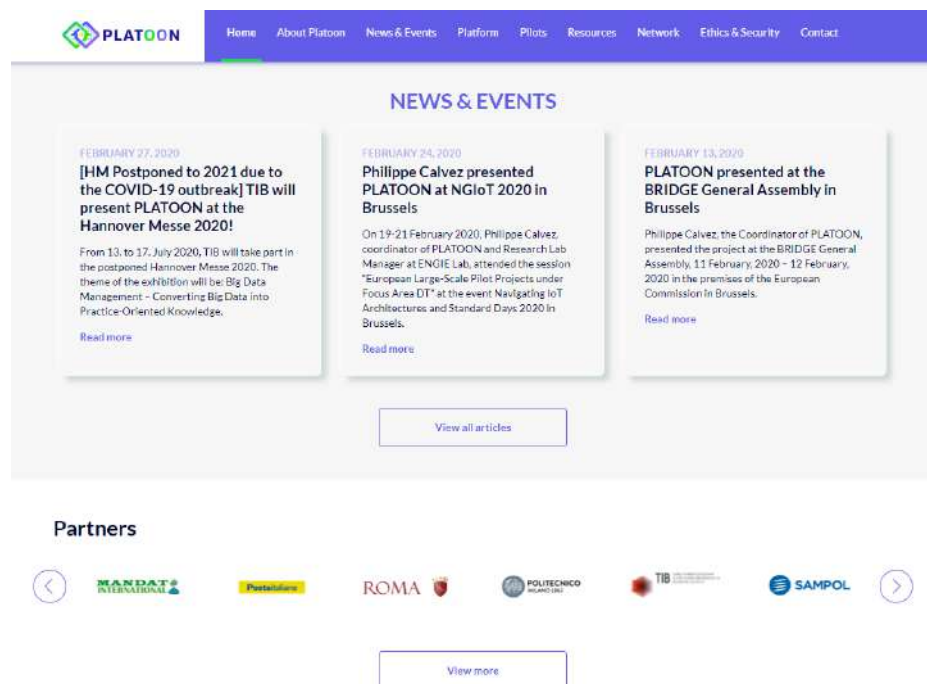 PLATOON
Home About Platoon News & Events Platform Pilots Resources Network Ethics & Security Contact
NEWS & EVENTS
FEBRUARY 27, 2020
[HM Postponed to 2021 due to
the COVID-19 outbreak] TIB will
present PLATOON at the
Hannover Messe 2020!
From 13. to 17. July 2020, TIB will take part in
the postponed Hannover Messe 2020. The
theme of the exhibition will be: Big Data
Management – Converting Big Data into
Practice-Oriented Knowledge.
Read more
FEBRUARY 24, 2020
Philippe Calvez presented
PLATOON at NGIoT 2020 in
Brussels
On 19-21 February 2020, Philippe Calvez,
coordinator of PLATOON and Research Lab
Manager at ENGIE Lab, attended the session
"European Large-Scale Pilot Projects under
Focus Area DT" at the event Navigating IoT
Architectures and Standard Days 2020 in
Brussels.
Read more
FEBRUARY 13, 2020
PLATOON presented at the
BRIDGE General Assembly in
Brussels
Philippe Calvez, the Coordinator of PLATOON,
presented the project at the BRIDGE General
Assembly, 11 February, 2020 – 12 February,
2020 in the premises of the European
Commission in Brussels.
Read more
View all articles
Partners
MANDAT
INTERNATIONAL
Posteitaliane
ROMA
POLITECNICO
MILANO 1863
TIB
SAMPOL
View more